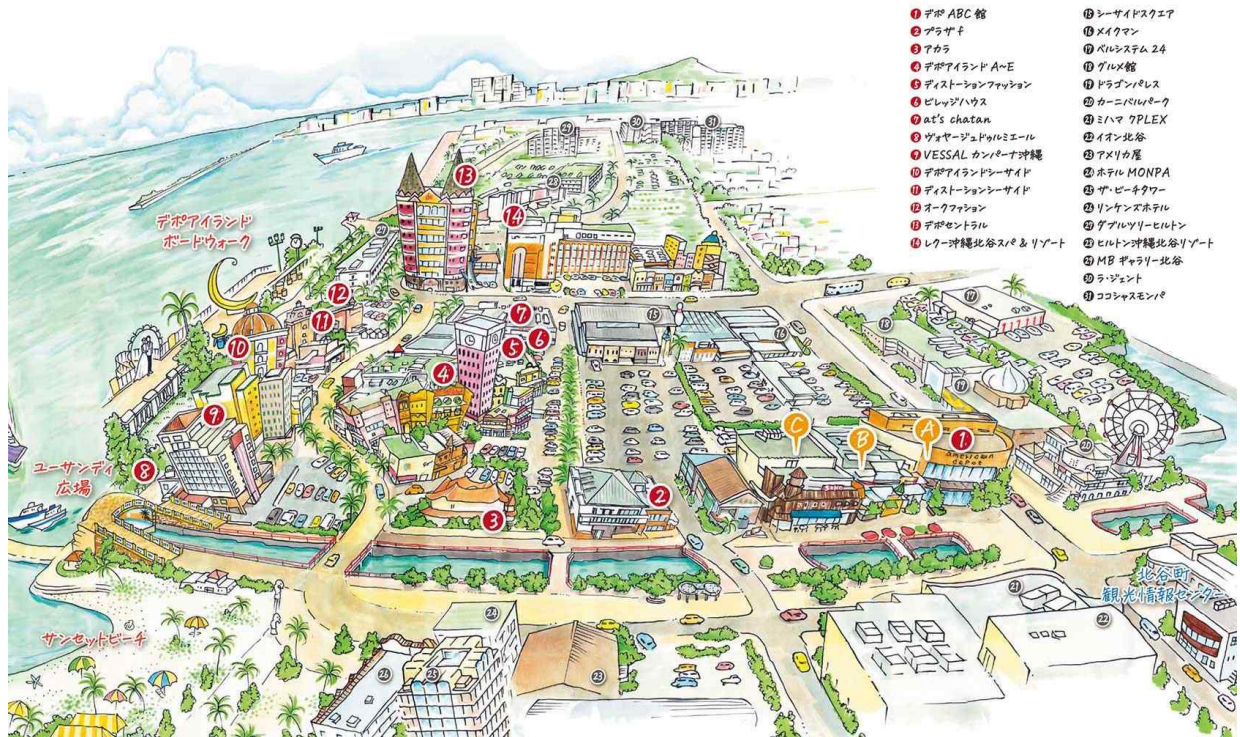 ❶ デポ ABC 館
❷ プラザ f
❸ アカラ
❹ デポアイランド A~E
❺ ディストーションファッション
❻ ビレッジハウス
❼ at's chatan
❽ ヴォヤージュドゥルミエール
❾ VESSAL カンパーナ沖縄
❿ デポアイランドシーサイド
⓫ ディストーションシーサイド
⓬ オークファション
⓭ デポセントラル
⓮ レクー沖縄北谷スパ & リゾート
⓯ シーサイドスクエア
⓰ メイクマン
⓱ ベルシステム 24
⓲ グルメ館
⓳ ドラゴンパレス
⓴ カーニバルパーク
㉑ ミハマ 7PLEX
㉒ イオン北谷
㉓ アメリカ屋
㉔ ホテル MONPA
㉕ ザ・ビーチタワー
㉖ リンケンズホテル
㉗ ダブルツリーヒルトン
㉘ ヒルトン沖縄北谷リゾート
㉙ MB ギャラリー北谷
㉚ ラ・ジェント
㉛ ココシャスモンパ
デポアイランド
ボードウォーク
ユーサンディ
広場
サンセットビーチ
american
depot
A
B
C
北谷町
観光情報センター